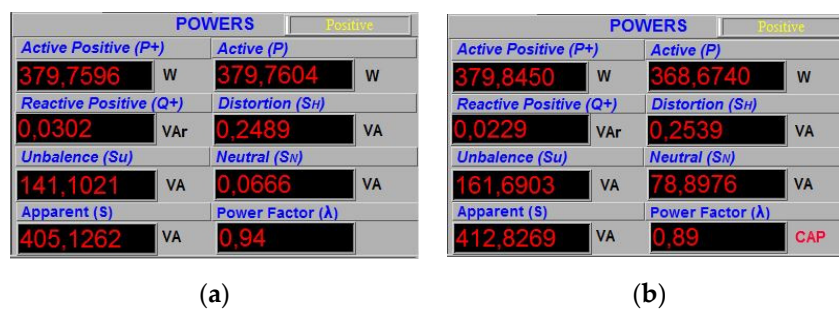 POWERS Positive
Active Positive (P+) Active (P)
379,7596 W 379,7604 W
Reactive Positive (Q+) Distortion (SH)
0,0302 VAr 0,2489 VA
Unbalence (Su) Neutral (SN)
141,1021 VA 0,0666 VA
Apparent (S) Power Factor (λ)
405,1262 VA 0,94
(a)
POWERS Positive
Active Positive (P+) Active (P)
379,8450 W 368,6740 W
Reactive Positive (Q+) Distortion (SH)
0,0229 VAr 0,2539 VA
Unbalence (Su) Neutral (SN)
161,6903 VA 78,8976 VA
Apparent (S) Power Factor (λ)
412,8269 VA 0,89 CAP
(b)